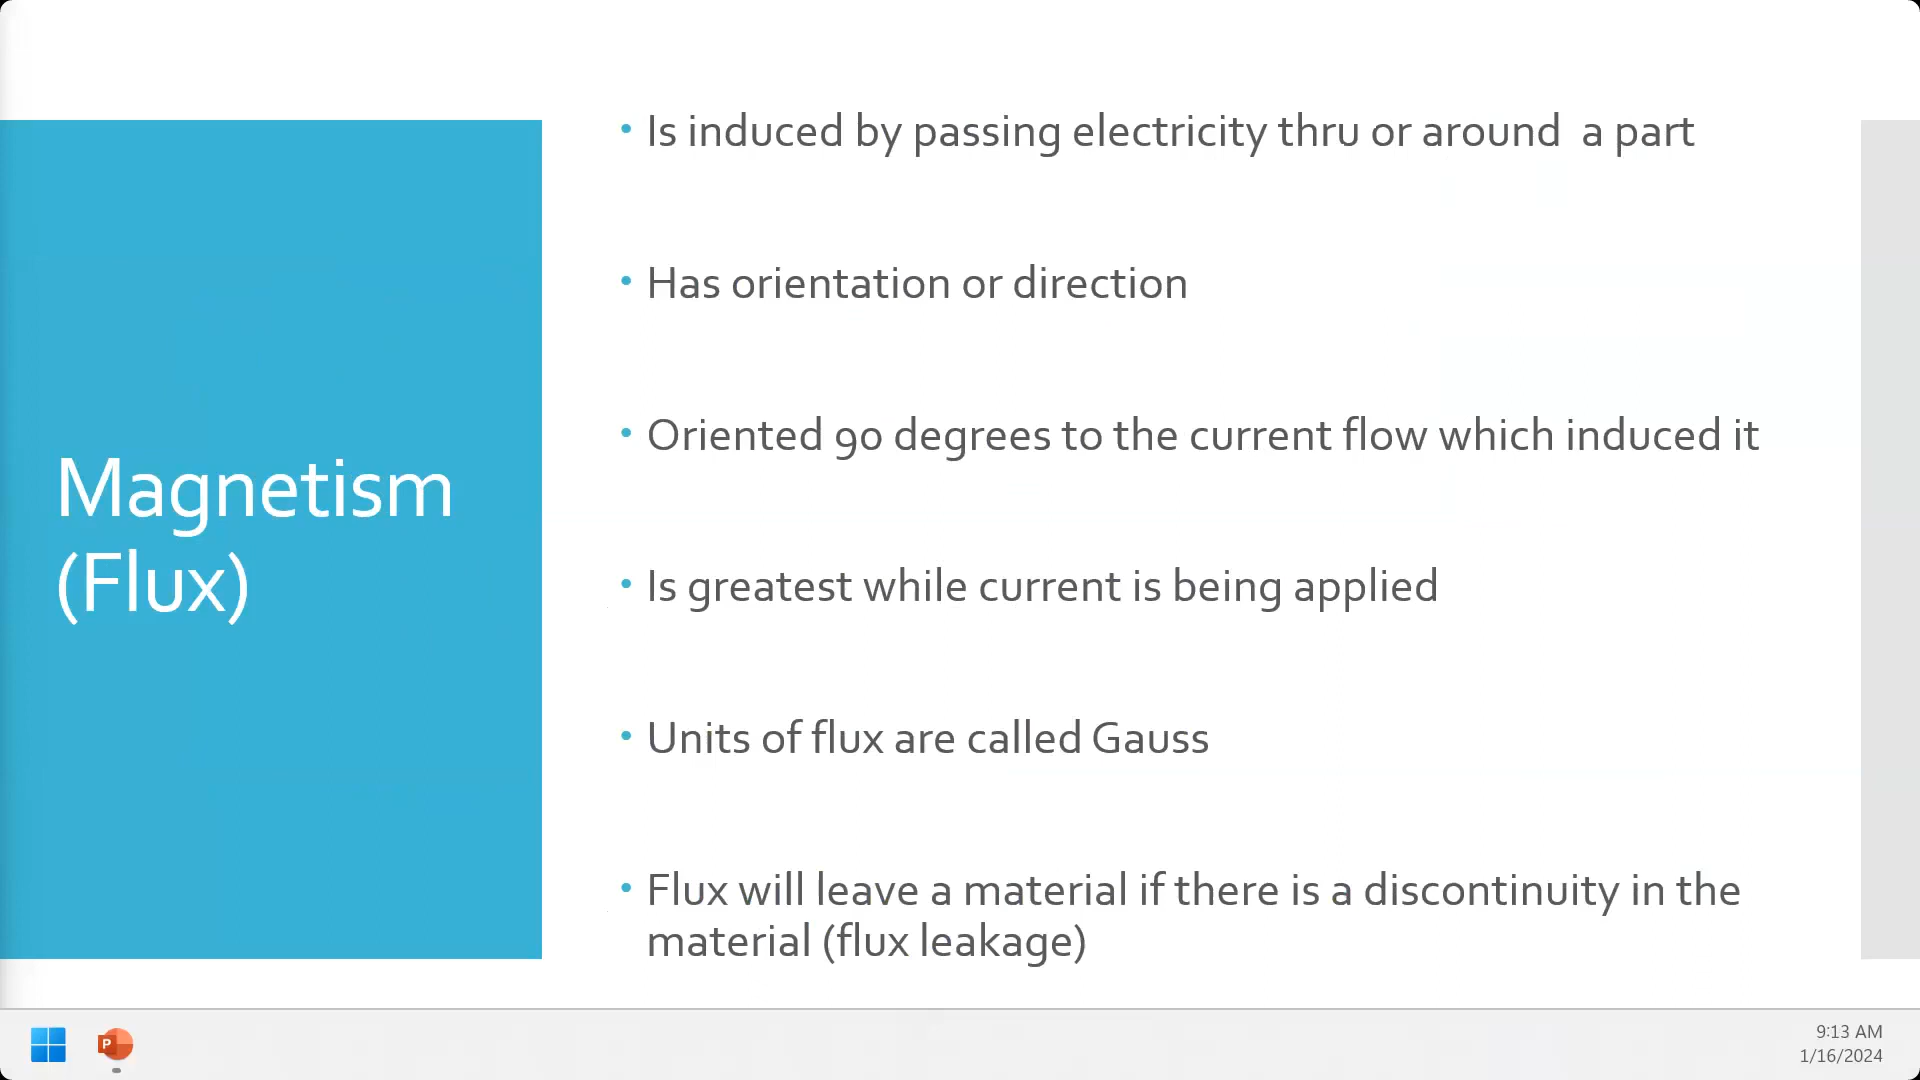 Magnetism
(Flux)
• Is induced by passing electricity thru or around  a part
• Has orientation or direction
• Oriented 90 degrees to the current flow which induced it
• Is greatest while current is being applied
• Units of flux are called Gauss
• Flux will leave a material if there is a discontinuity in the
material (flux leakage)
P
9:13 AM
1/16/2024